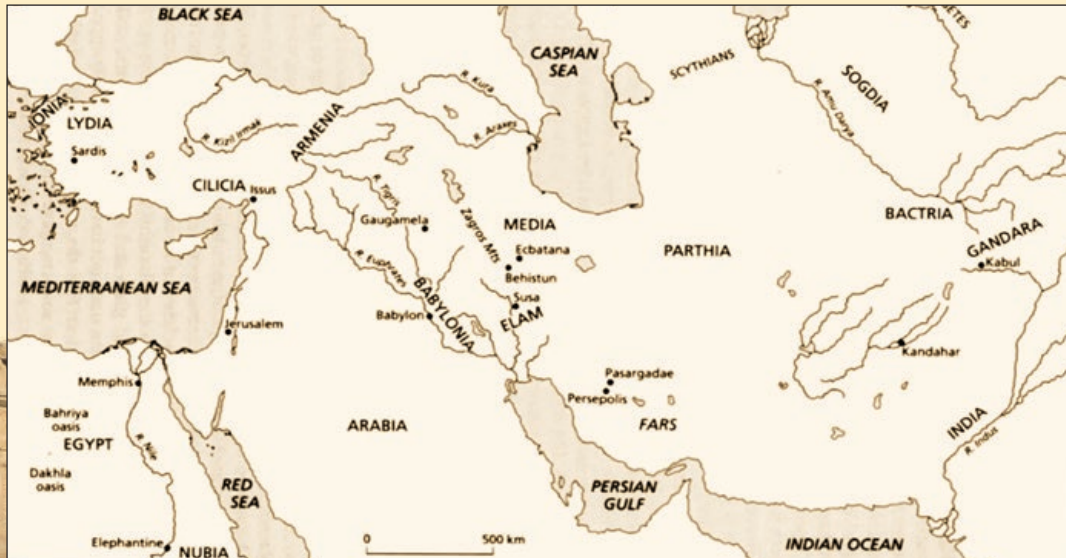 BLACK SEA
CASPIAN
SEA
SCYTHIANS
SOGDIA
R. Amu Darya
R. Kura
R. Araxes
IONIA
LYDIA
Sardis
R. Kizil Irmak
ARMENIA
CILICIA
Issus
R. Tigris
Gaugamela
Zagros Mts
MEDIA
Ecbatana
Behistun
PARTHIA
BACTRIA
GANDARA
Kabul
MEDITERRANEAN SEA
R. Euphrates
BABYLONIA
Babylon
Susa
ELAM
Jerusalem
Kandahar
Memphis
Pasargadae
Persepolis
FARS
Bahriya
oasis
EGYPT
R. Nile
ARABIA
INDIA
R. Indus
Dakhla
oasis
RED
SEA
PERSIAN
GULF
Elephantine
NUBIA
0
500 km
INDIAN OCEAN